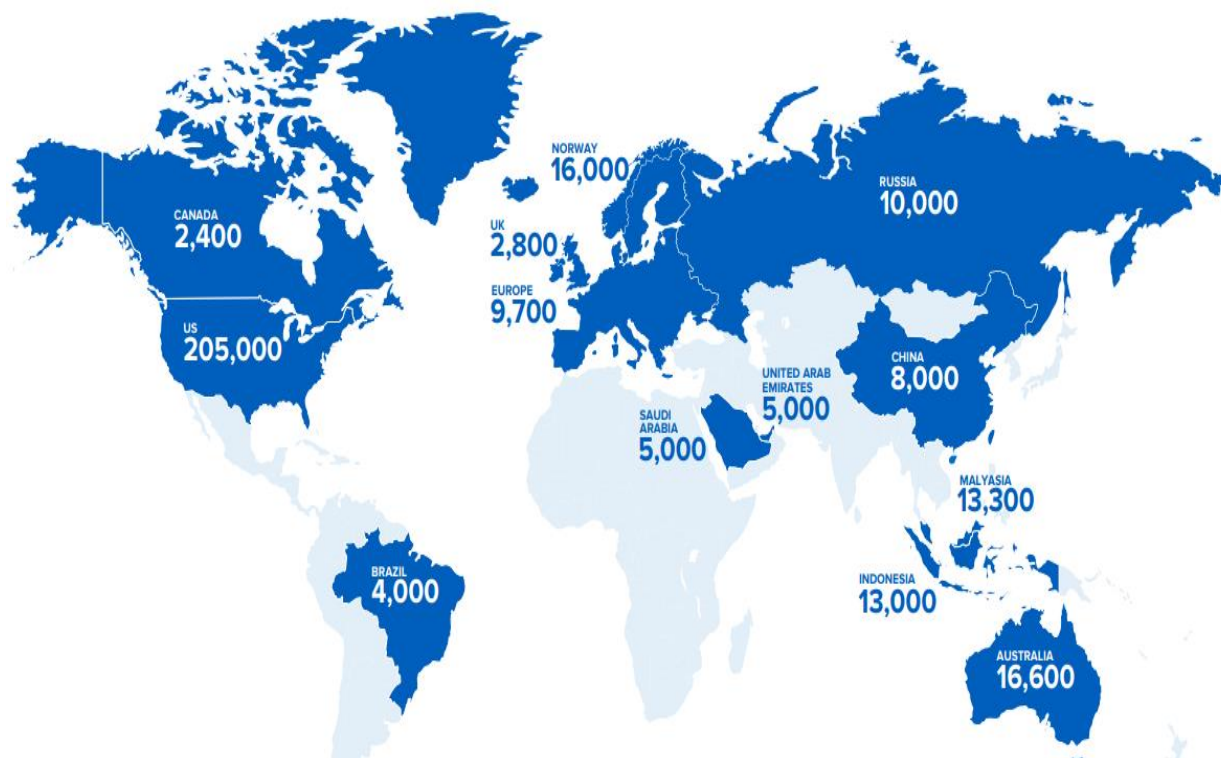 NORWAY
16,000
RUSSIA
10,000
CANADA
2,400
UK
2,800
EUROPE
9,700
US
205,000
CHINA
8,000
UNITED ARAB
EMIRATES
5,000
SAUDI
ARABIA
5,000
MALYASIA
13,300
BRAZIL
4,000
INDONESIA
13,000
AUSTRALIA
16,600